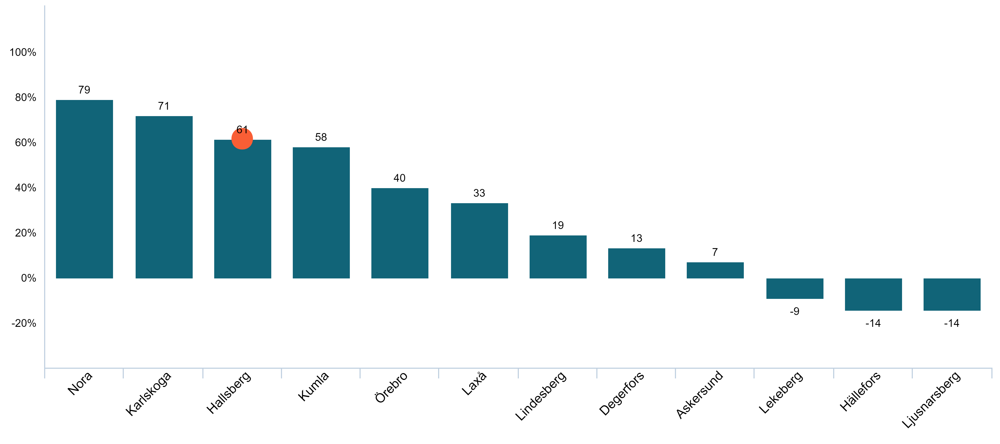 100%
80%
60%
40%
20%
0%
-20%
79
71
61
58
40
33
19
13
7
-9
-14
-14
Nora
Karlskoga
Hallsberg
Kumla
Örebro
Laxå
Lindesberg
Degerfors
Askersund
Lekeberg
Hällefors
Ljusnarsberg